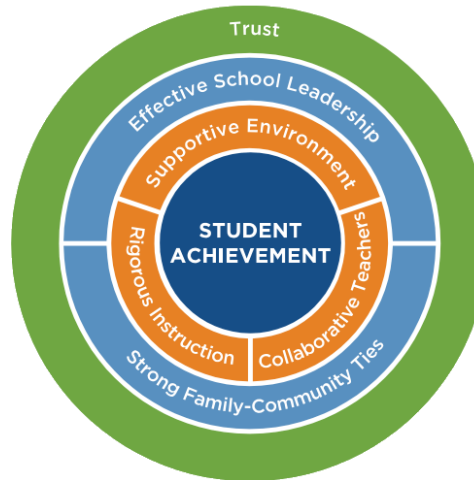 Trust
Effective School Leadership
Supportive Environment
STUDENT
ACHIEVEMENT
Rigorous Instruction
Collaborative Teachers
Strong Family-Community Ties